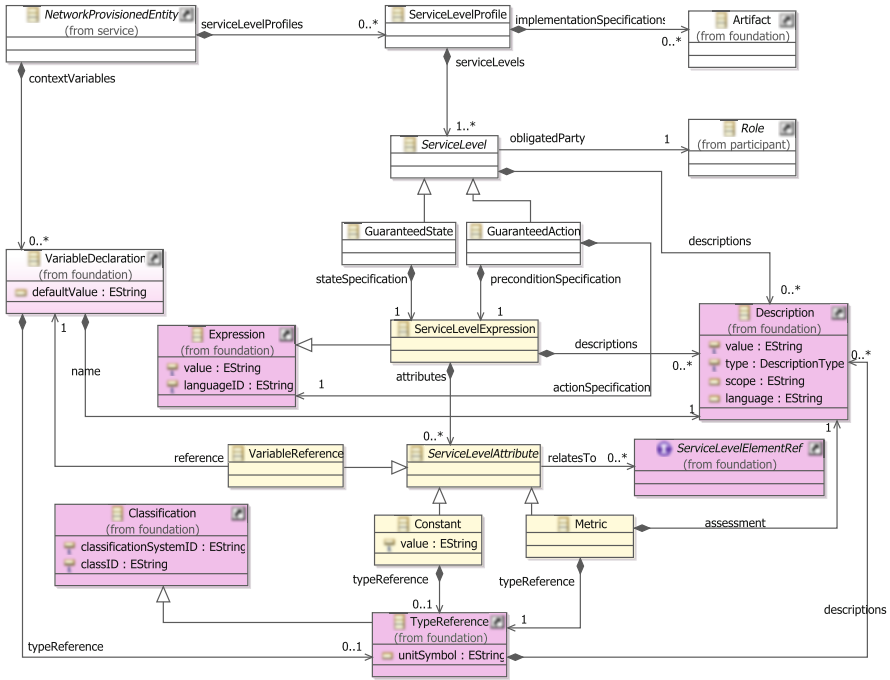 NetworkProvisionedEntity
(from service)
serviceLevelProfiles
0..*
ServiceLevelProfile
implementationSpecifications
0..*
Artifact
(from foundation)
contextVariables
serviceLevels
1..*
ServiceLevel
obligatedParty
1
Role
(from participant)
descriptions
0..*
GuaranteedState
GuaranteedAction
0..*
VariableDeclaration
(from foundation)
defaultValue : EString
stateSpecification
preconditionSpecification
1
1
1
Expression
(from foundation)
value : EString
languageID : EString
ServiceLevelExpression
descriptions
0..*
Description
(from foundation)
value : EString
type : DescriptionType
scope : EString
language : EString
0..*
name
attributes
1
actionSpecification
1
1
0..*
reference
VariableReference
ServiceLevelAttribute
relatesTo
0..*
ServiceLevelElementRef
(from foundation)
Classification
(from foundation)
classificationSystemID : EString
classID : EString
Constant
value : EString
Metric
assessment
typeReference
typeReference
0..1
1
descriptions
TypeReference
(from foundation)
unitSymbol : EString
typeReference
0..1